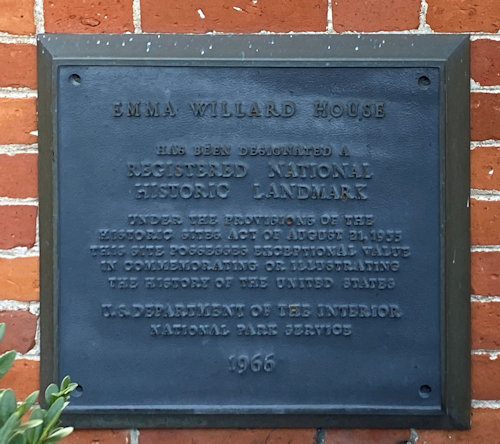 EMMA WILLARD HOUSE
HAS BEEN DESIGNATED A
REGISTERED NATIONAL
HISTORIC LANDMARK
UNDER THE PROVISIONS OF THE
HISTORIC SITES ACT OF AUGUST 21, 1935
THIS SITE POSSESSES EXCEPTIONAL VALUE
IN COMMEMORATING OR ILLUSTRATING
THE HISTORY OF THE UNITED STATES
U.S. DEPARTMENT OF THE INTERIOR
NATIONAL PARK SERVICE
1966